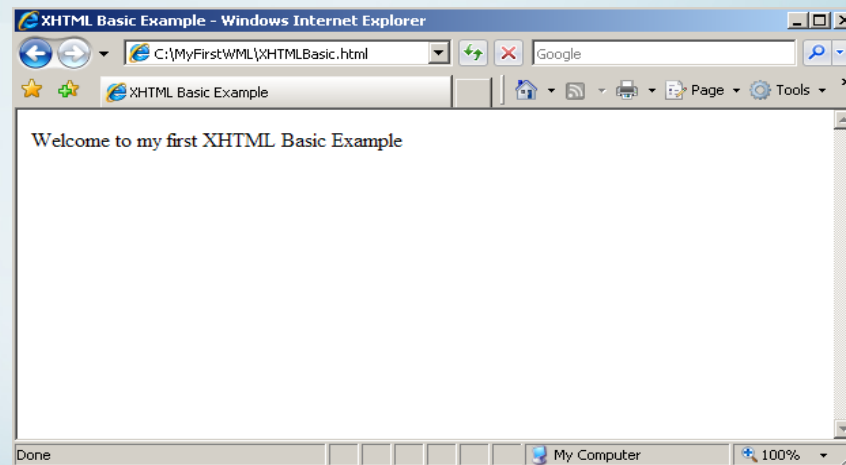 XHTML Basic Example - Windows Internet Explorer
C:\MyFirstWML\XHTMLBasic.html Google
XHTML Basic Example Page Tools
Welcome to my first XHTML Basic Example
Done My Computer 100%